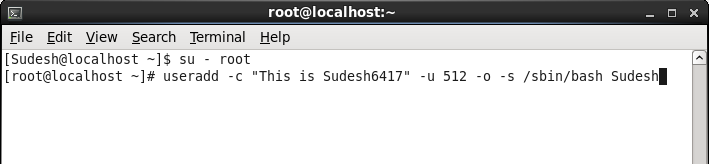 root@localhost:~
File Edit View Search Terminal Help
[Sudesh@localhost ~]$ su - root
[root@localhost ~]# useradd -c "This is Sudesh6417" -u 512 -o -s /sbin/bash Sudesh